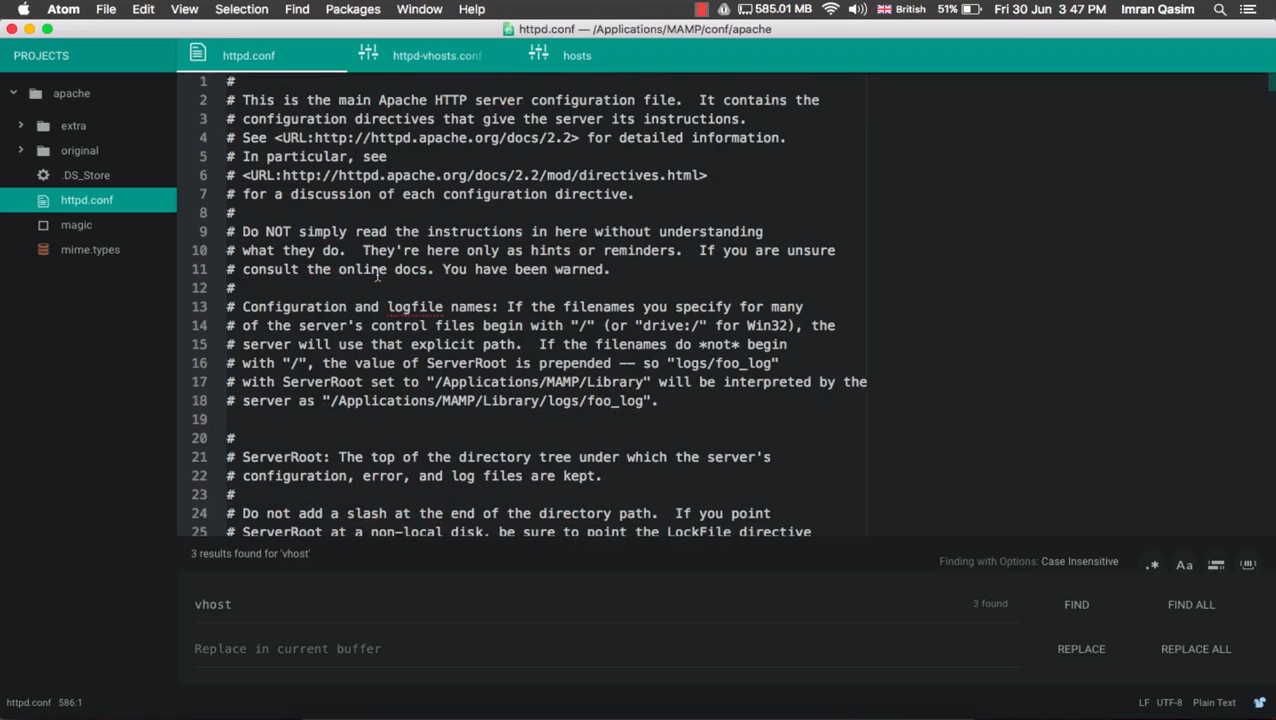 Atom File Edit View Selection Find Packages Window Help 585.01 MB British 51% Fri 30 Jun 3 47 PM Imran Qasim
httpd.conf — /Applications/MAMP/conf/apache
PROJECTS
httpd.conf httpd-vhosts.conf hosts
apache
extra
original
.DS_Store
httpd.conf
magic
mime.types
1 #
2 # This is the main Apache HTTP server configuration file.  It contains the
3 # configuration directives that give the server its instructions.
4 # See <URL:http://httpd.apache.org/docs/2.2> for detailed information.
5 # In particular, see
6 # <URL:http://httpd.apache.org/docs/2.2/mod/directives.html>
7 # for a discussion of each configuration directive.
8 #
9 # Do NOT simply read the instructions in here without understanding
10 # what they do.  They're here only as hints or reminders.  If you are unsure
11 # consult the online docs. You have been warned.
12 #
13 # Configuration and logfile names: If the filenames you specify for many
14 # of the server's control files begin with "/" (or "drive:/" for Win32), the
15 # server will use that explicit path.  If the filenames do *not* begin
16 # with "/", the value of ServerRoot is prepended -- so "logs/foo_log"
17 # with ServerRoot set to "/Applications/MAMP/Library" will be interpreted by the
18 # server as "/Applications/MAMP/Library/logs/foo_log".
19
20 #
21 # ServerRoot: The top of the directory tree under which the server's
22 # configuration, error, and log files are kept.
23 #
24 # Do not add a slash at the end of the directory path.  If you point
25 # ServerRoot at a non-local disk, be sure to point the LockFile directive
3 results found for 'vhost'
Finding with Options: Case Insensitive .* Aa
vhost 3 found FIND FIND ALL
Replace in current buffer REPLACE REPLACE ALL
httpd.conf 586:1 LF UTF-8 Plain Text